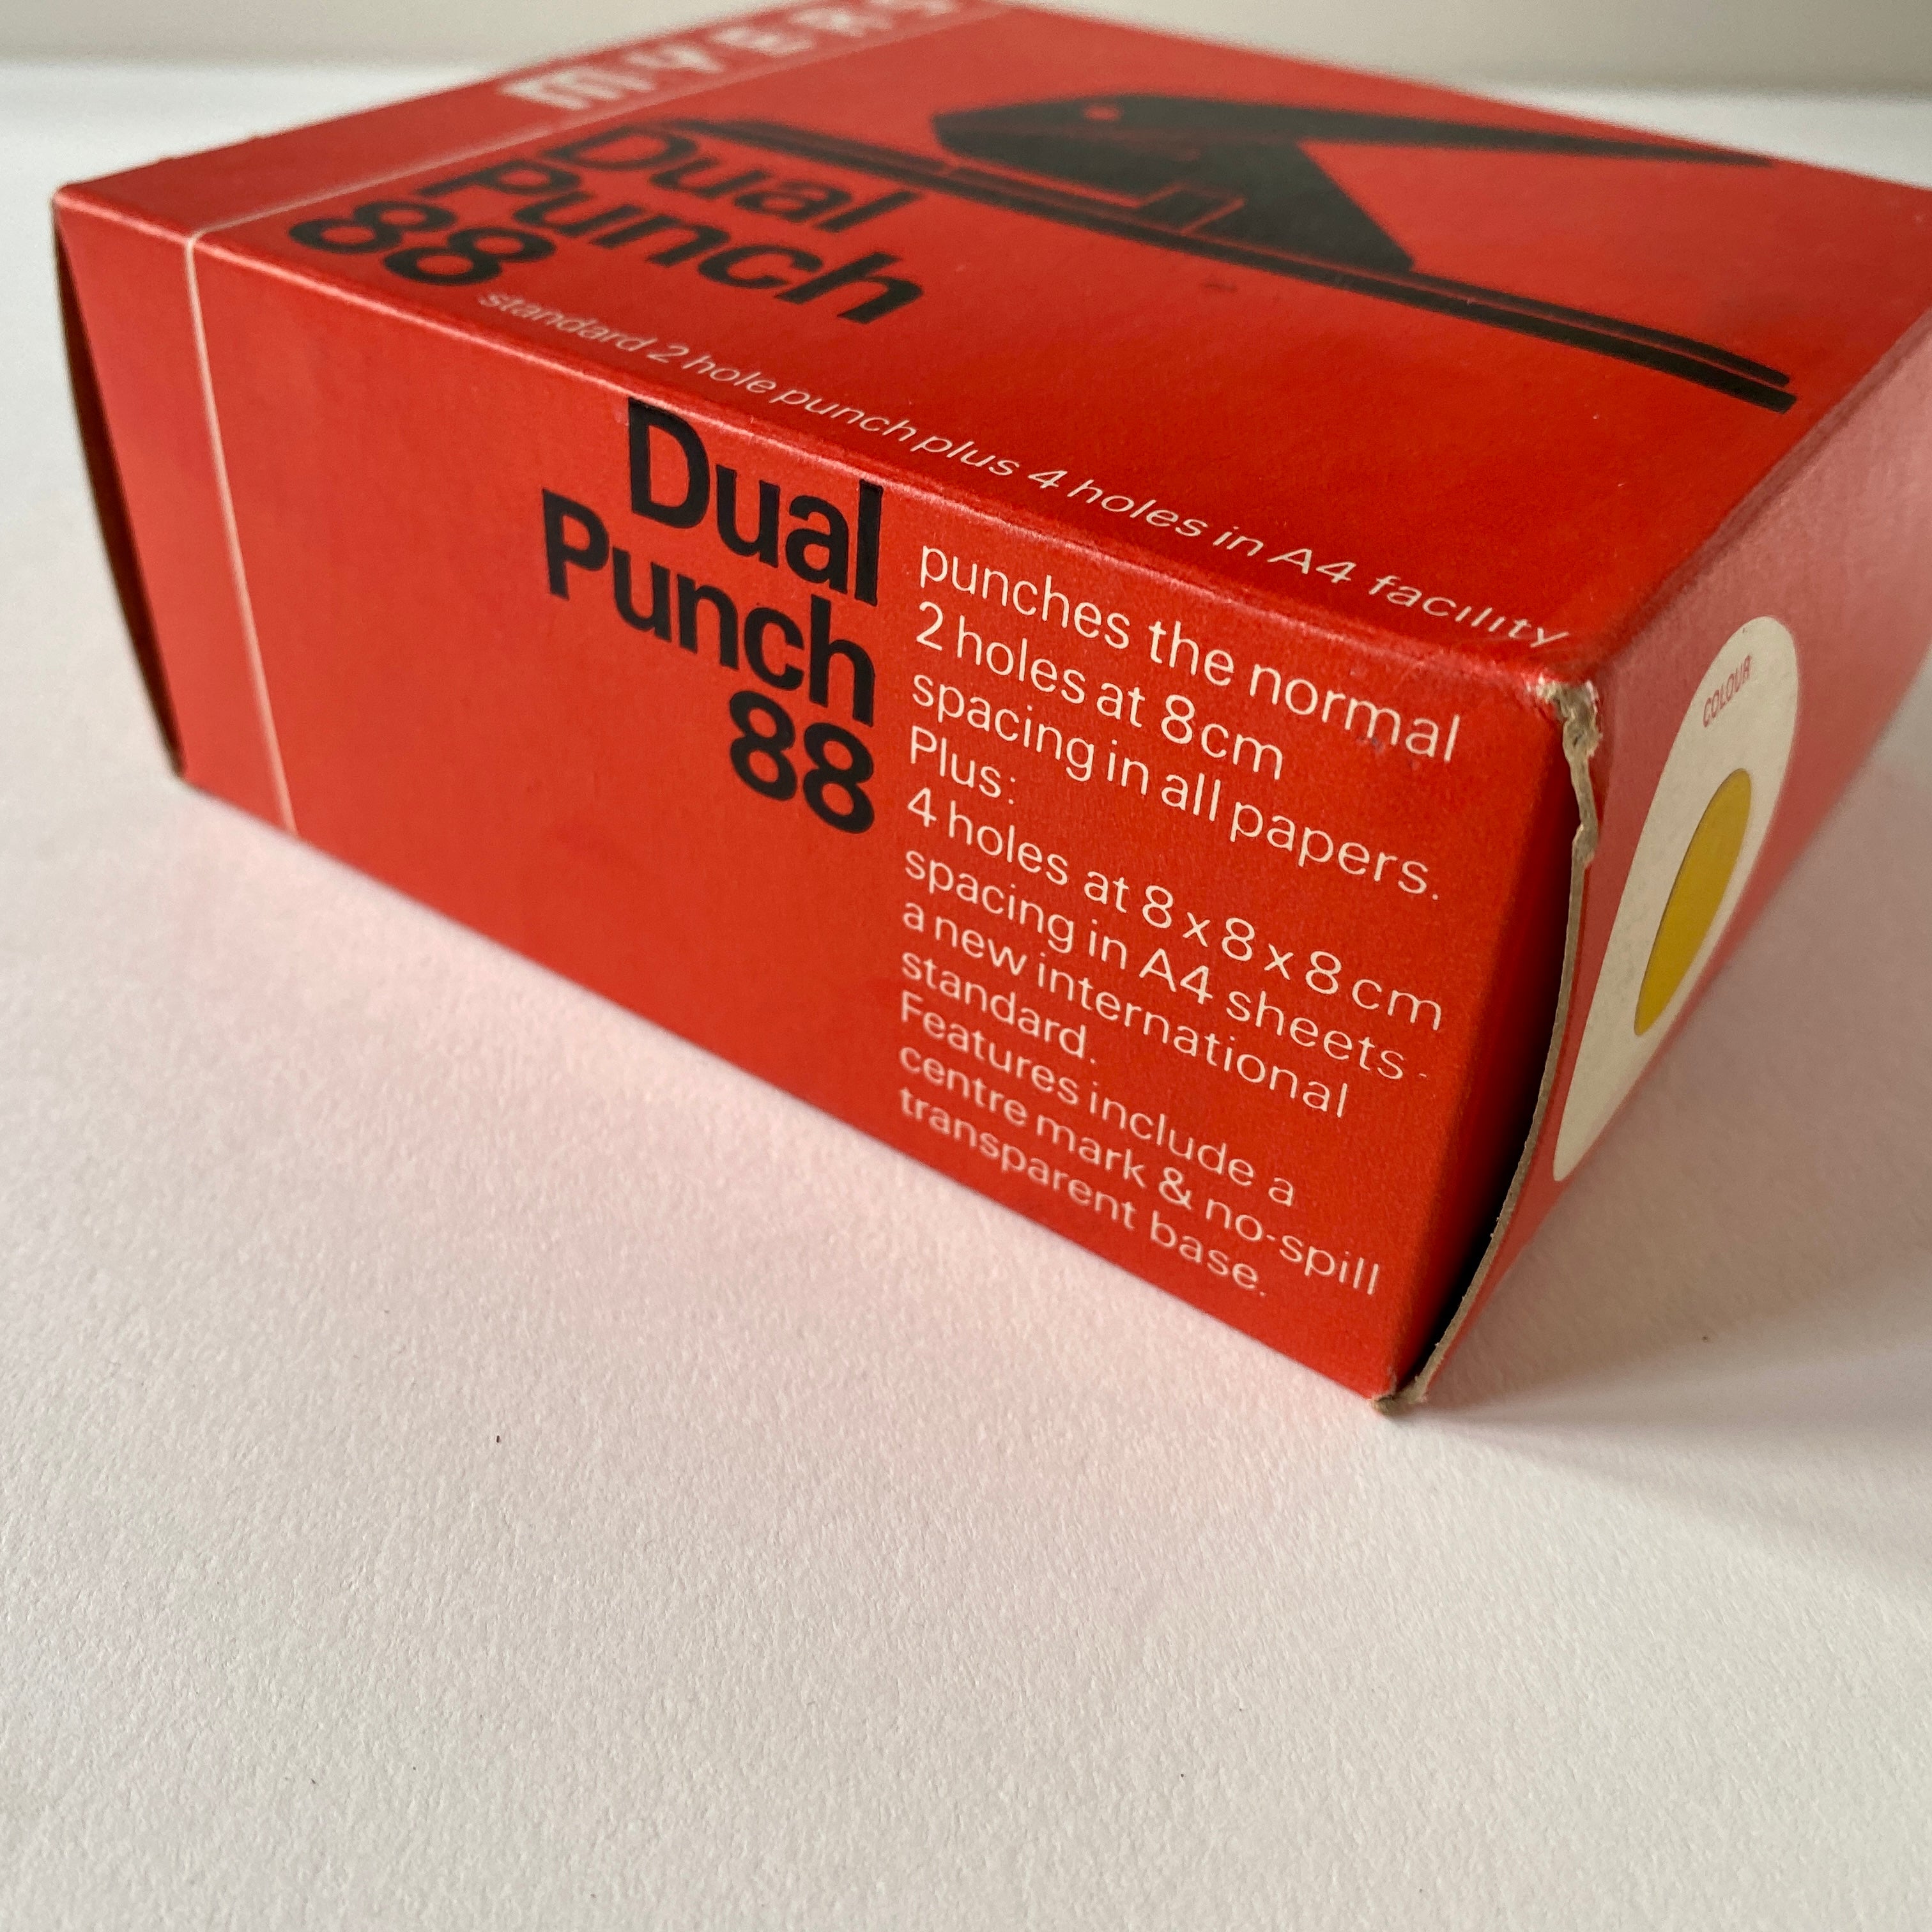 MYERS
Dual
Punch
88
standard 2 hole punch plus 4 holes in A4 facility
Dual
Punch
88
punches the normal
2 holes at 8cm
spacing in all papers.
Plus:
4 holes at 8 x 8 x 8 cm
spacing in A4 sheets -
a new international
standard.
Features include a
centre mark & no-spill
transparent base.
COLOUR